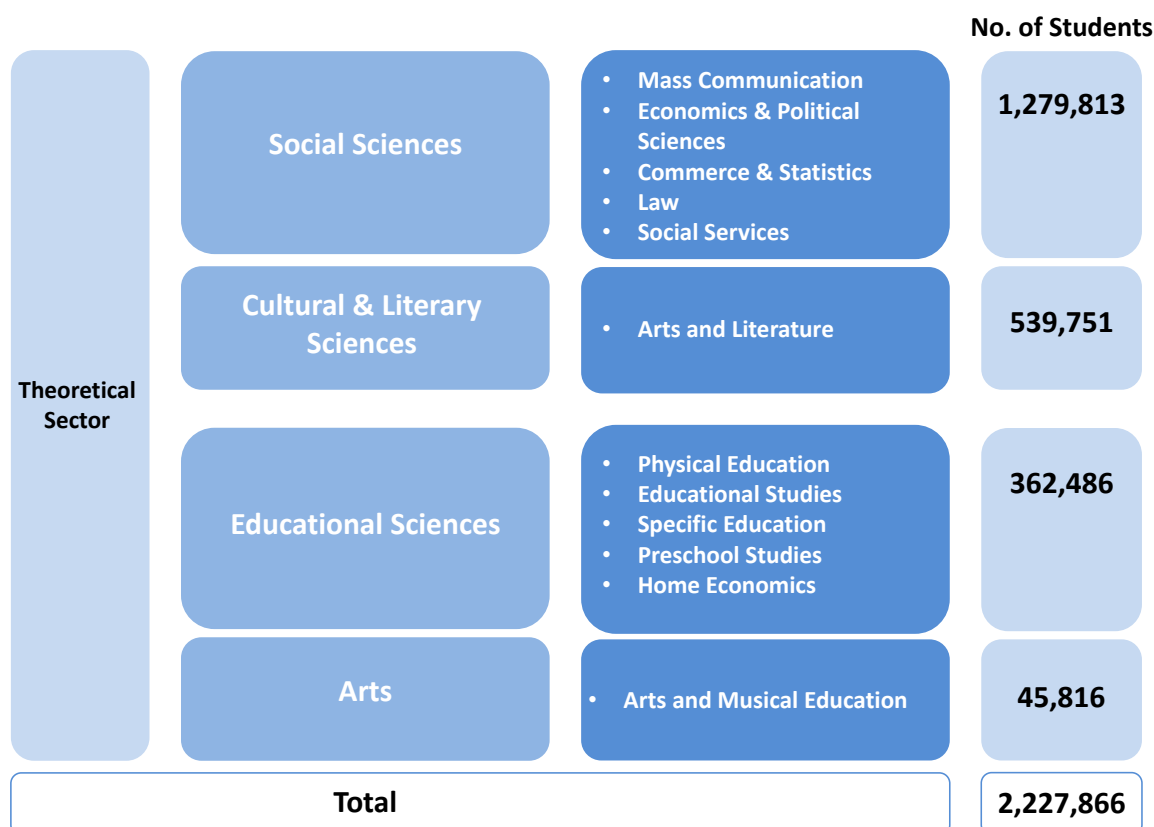 No. of Students
Theoretical
Sector
Social Sciences
• Mass Communication
• Economics & Political
Sciences
• Commerce & Statistics
• Law
• Social Services
1,279,813
Cultural & Literary
Sciences
• Arts and Literature
539,751
Educational Sciences
• Physical Education
• Educational Studies
• Specific Education
• Preschool Studies
• Home Economics
362,486
Arts
• Arts and Musical Education
45,816
Total
2,227,866